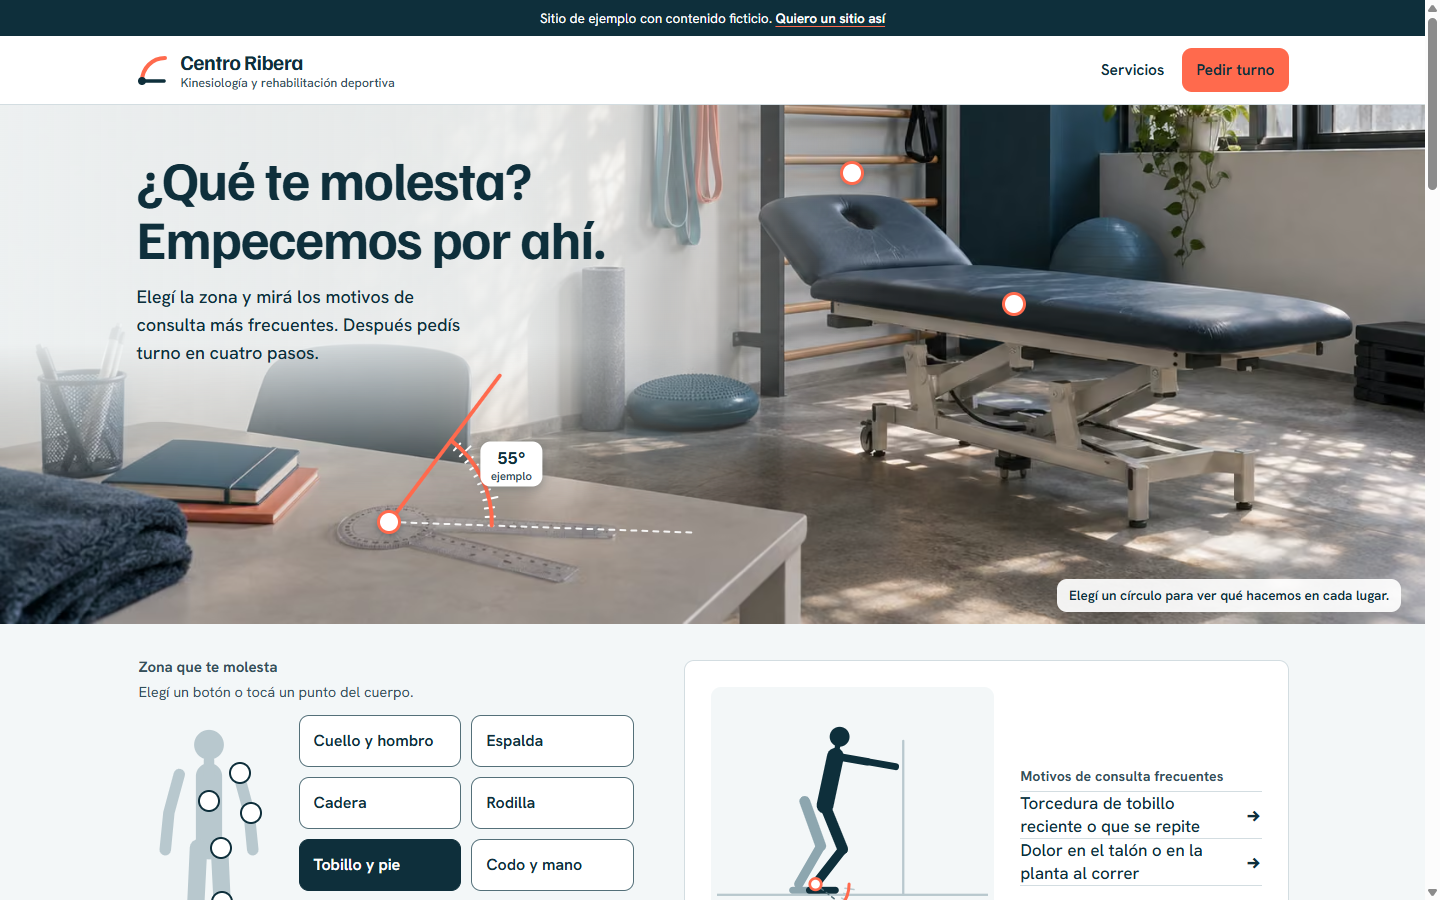 Sitio de ejemplo con contenido ficticio. Quiero un sitio así
Centro Ribera
Kinesiología y rehabilitación deportiva
Servicios
Pedir turno
¿Qué te molesta?
Empecemos por ahí.
Elegí la zona y mirá los motivos de
consulta más frecuentes. Después pedís
turno en cuatro pasos.
55°
ejemplo
Elegí un círculo para ver qué hacemos en cada lugar.
Zona que te molesta
Elegí un botón o tocá un punto del cuerpo.
Cuello y hombro
Espalda
Cadera
Rodilla
Tobillo y pie
Codo y mano
Motivos de consulta frecuentes
Torcedura de tobillo
reciente o que se repite
Dolor en el talón o en la
planta al correr